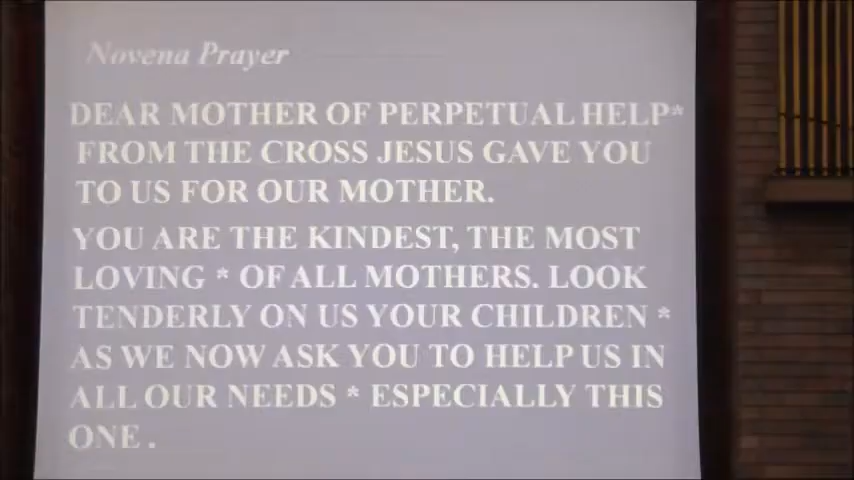 Novena Prayer
DEAR MOTHER OF PERPETUAL HELP*
FROM THE CROSS JESUS GAVE YOU
TO US FOR OUR MOTHER.
YOU ARE THE KINDEST, THE MOST
LOVING * OF ALL MOTHERS. LOOK
TENDERLY ON US YOUR CHILDREN *
AS WE NOW ASK YOU TO HELP US IN
ALL OUR NEEDS * ESPECIALLY THIS
ONE .